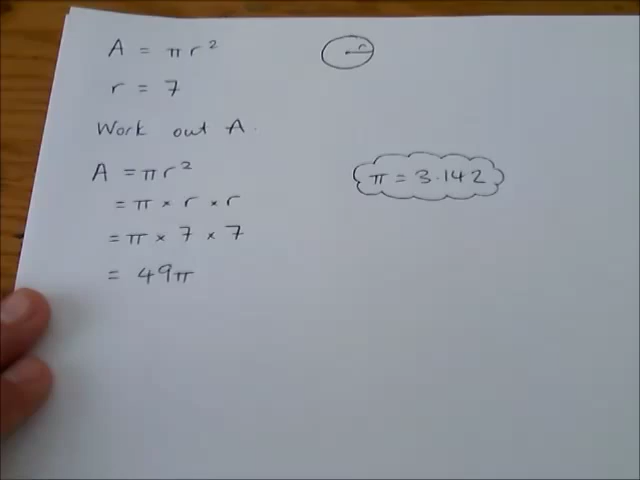 A = πr²
r
r = 7
Work out A.
A = πr²
π = 3.142
= π × r × r
= π × 7 × 7
= 49π